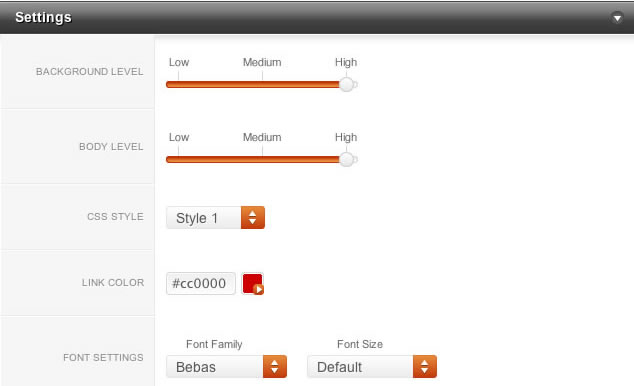 Settings
BACKGROUND LEVEL
Low Medium High
BODY LEVEL
Low Medium High
CSS STYLE
Style 1
LINK COLOR
#cc0000
FONT SETTINGS
Font Family Font Size
Bebas Default